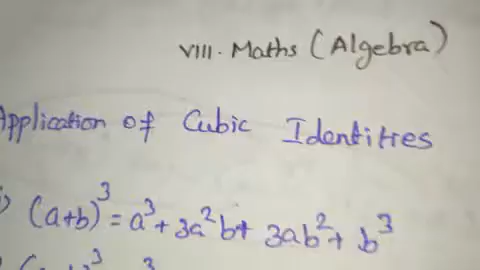 VIII. Maths (Algebra)
Application of Cubic Identities
i) (a+b)³ = a³ + 3a²b + 3ab² + b³